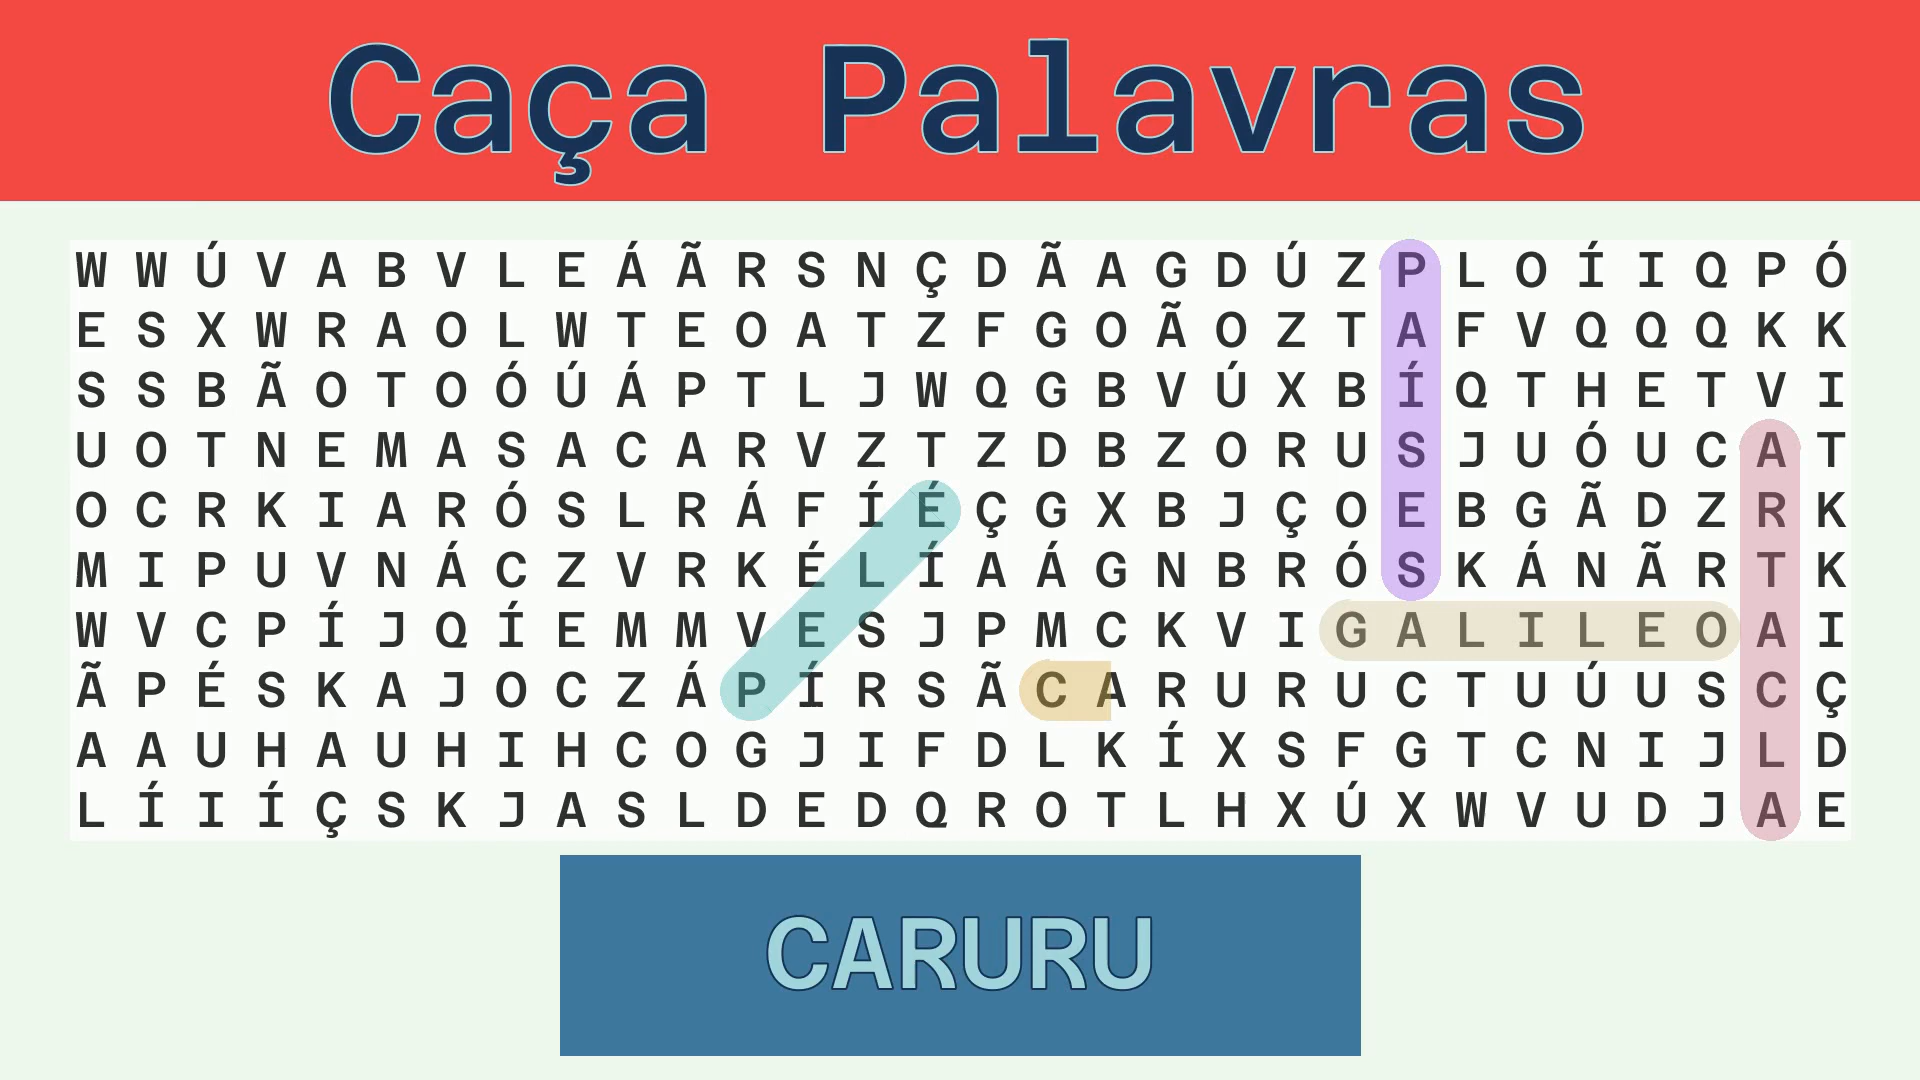 Caça Palavras
W W Ú V A B V L E Á Ã R S N Ç D Ã A G D Ú Z P L O Í I Q P Ó
E S X W R A O L W T E O A T Z F G O Ã O Z T A F V Q Q Q K K
S S B Ã O T O Ó Ú Á P T L J W Q G B V Ú X B Í Q T H E T V I
U O T N E M A S A C A R V Z T Z D B Z O R U S J U Ó U C A T
O C R K I A R Ó S L R Á F Í É Ç G X B J Ç O E B G Ã D Z R K
M I P U V N Á C Z V R K É L Í A Á G N B R Ó S K Á N Ã R T K
W V C P Í J Q Í E M M V E S J P M C K V I G A L I L E O A I
Ã P É S K A J O C Z Á P Í R S Ã C A R U R U C T U Ú U S C Ç
A A U H A U H I H C O G J I F D L K Í X S F G T C N I J L D
L Í I Í Ç S K J A S L D E D Q R O T L H X Ú X W V U D J A E
CARURU